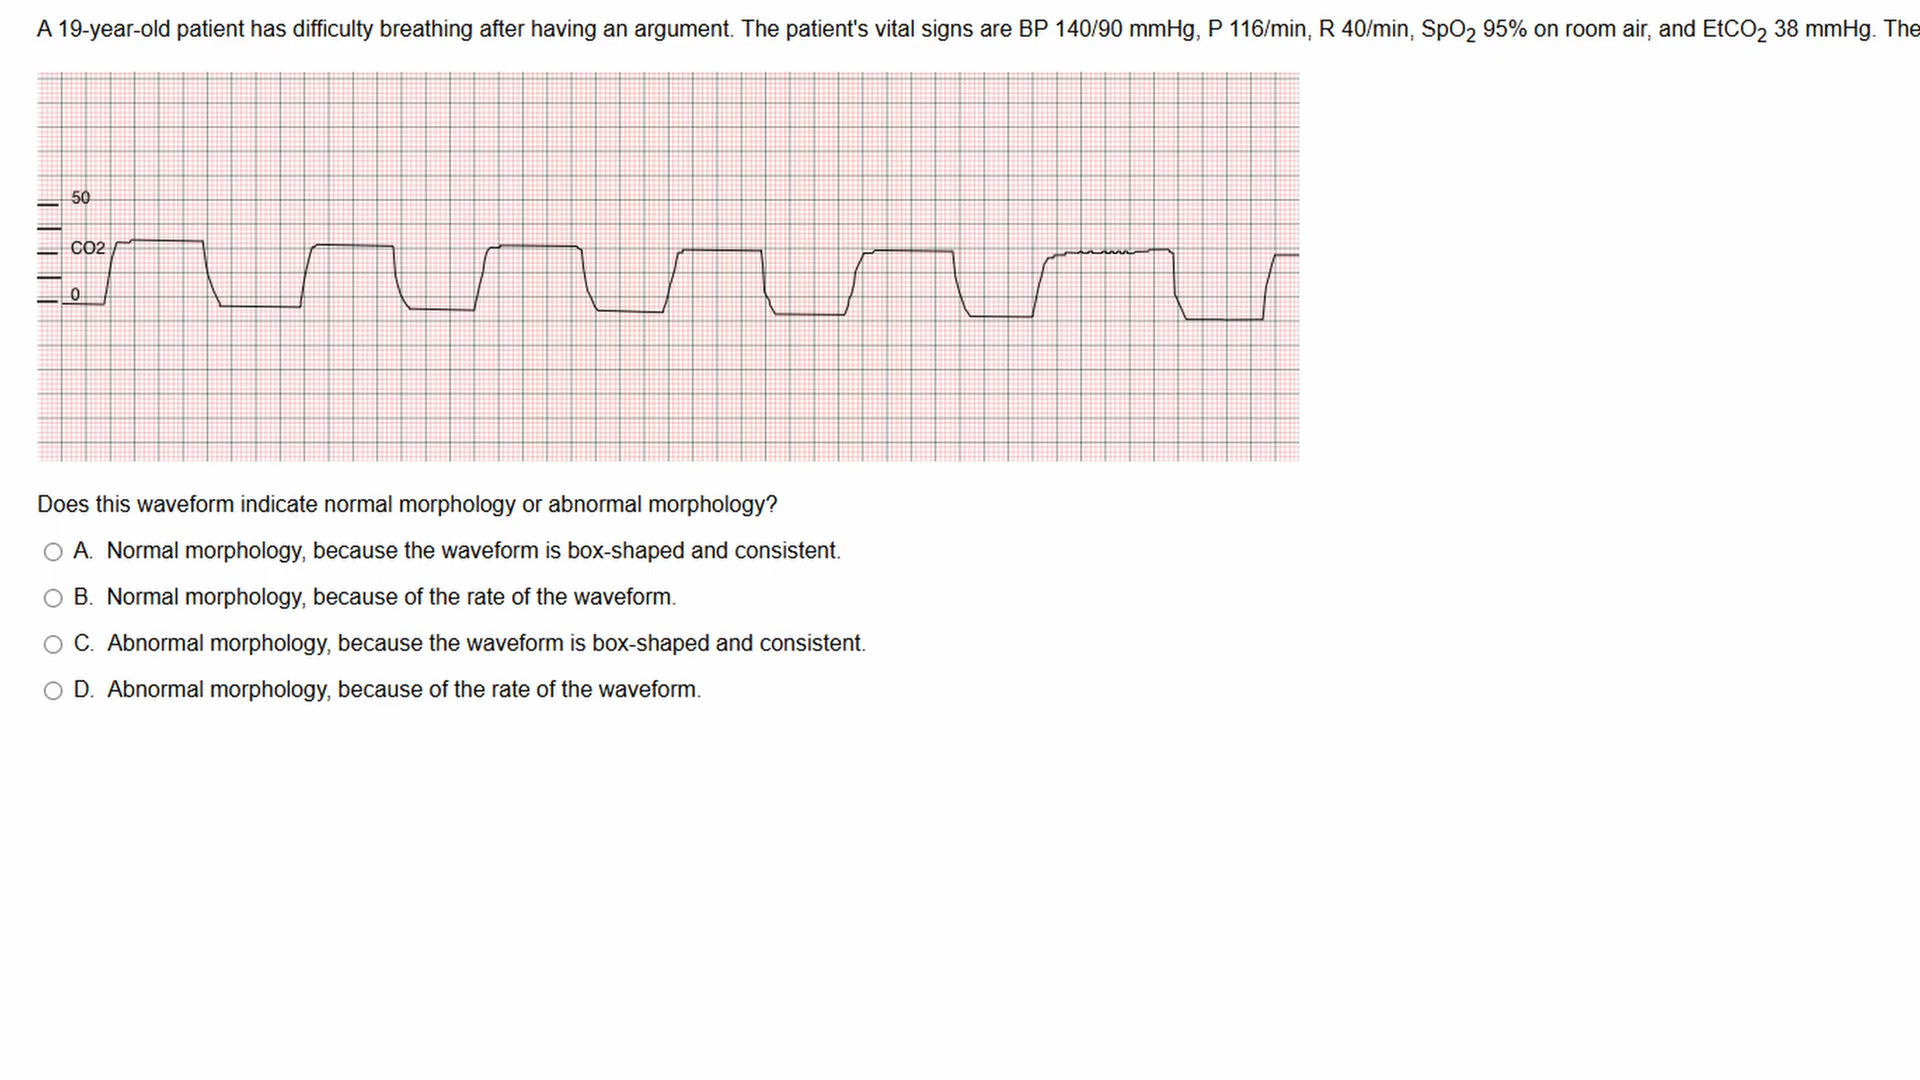 A 19-year-old patient has difficulty breathing after having an argument. The patient's vital signs are BP 140/90 mmHg, P 116/min, R 40/min, SpO2 95% on room air, and EtCO2 38 mmHg. The
50
CO2
0
Does this waveform indicate normal morphology or abnormal morphology?
A. Normal morphology, because the waveform is box-shaped and consistent.
B. Normal morphology, because of the rate of the waveform.
C. Abnormal morphology, because the waveform is box-shaped and consistent.
D. Abnormal morphology, because of the rate of the waveform.